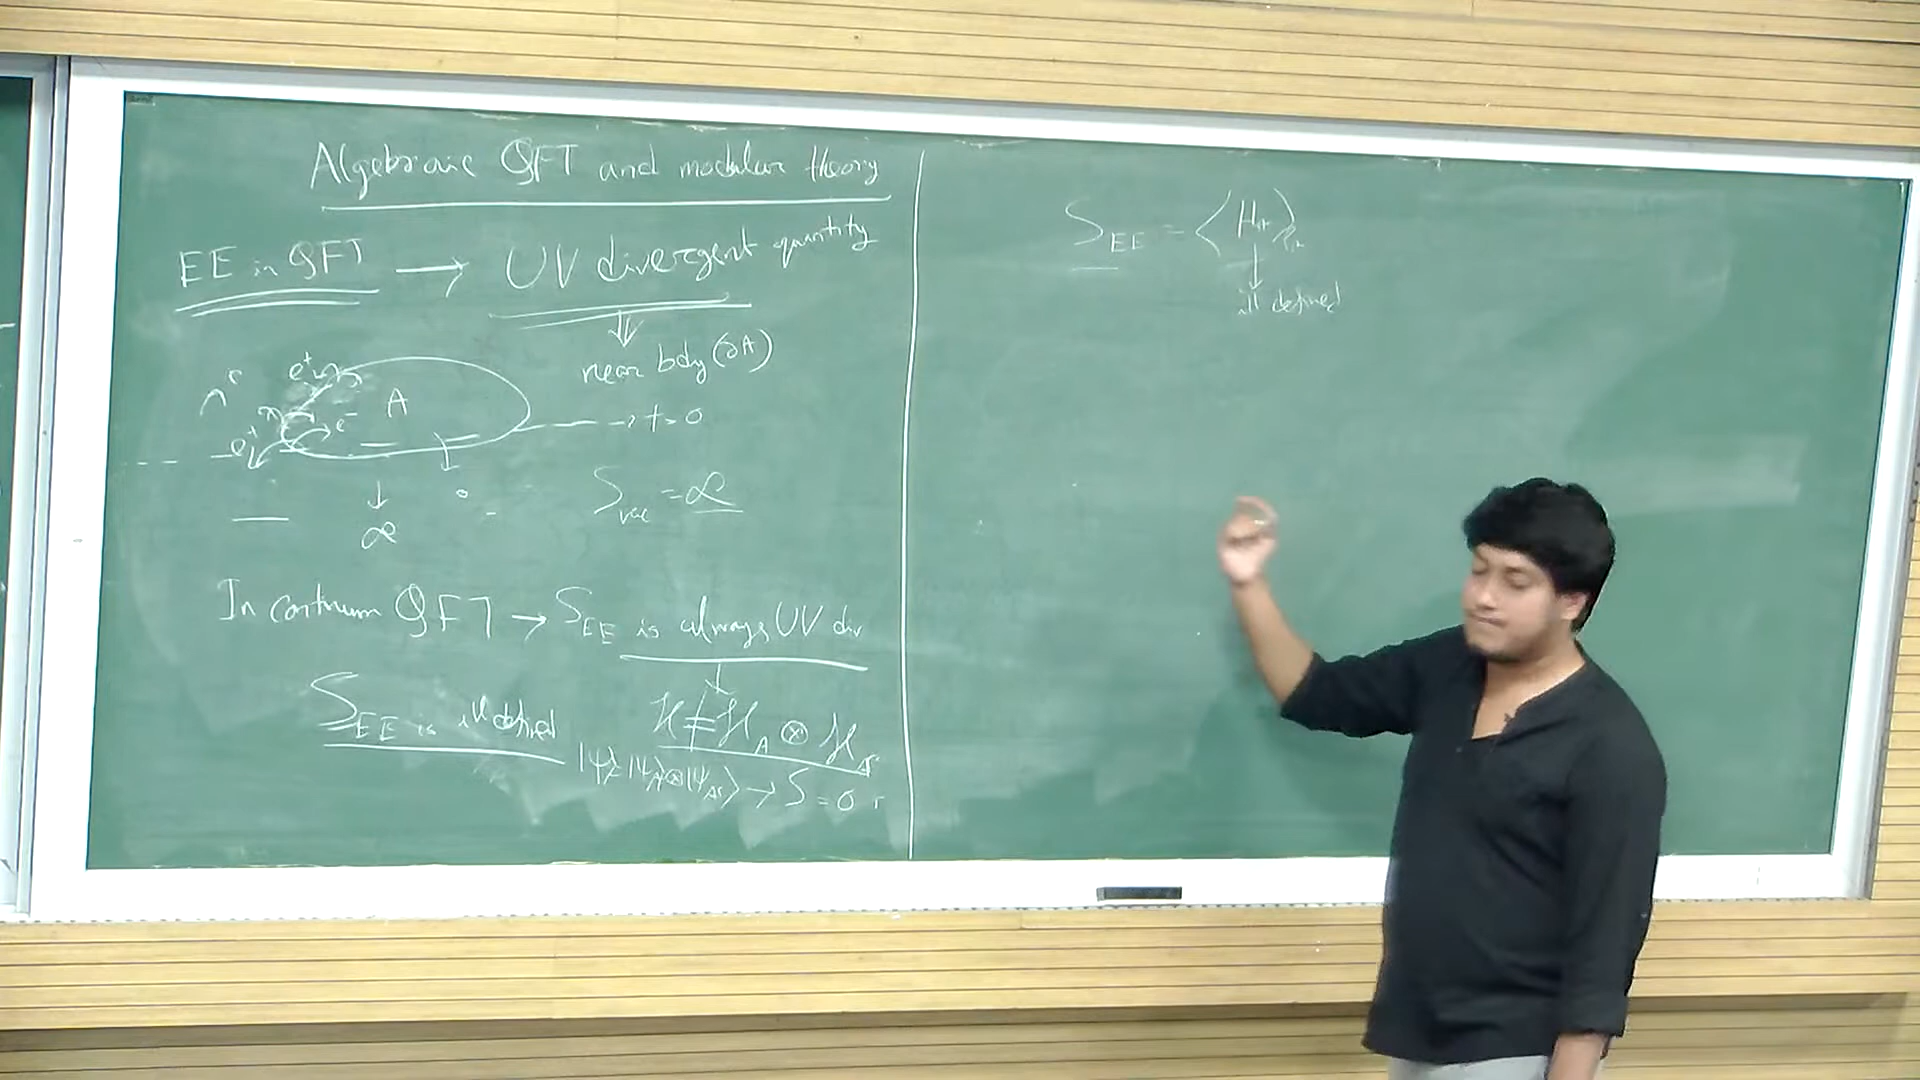 Algebraic QFT and modular theory
EE in QFT → UV divergent quantity
⇓
near bdy (∂A)
e⁺
A
e⁻
e⁺
→ t=0
↓
∞
S_vac = ∞
In continuum QFT → S_EE is always UV div
↓
S_EE is ill defined
ℋ ≠ ℋ_A ⊗ ℋ_A^c
|ψ⟩ = |ψ_A⟩⊗|ψ_A^c⟩ → S = 0
S_EE = ⟨H⟩
↓
ill defined